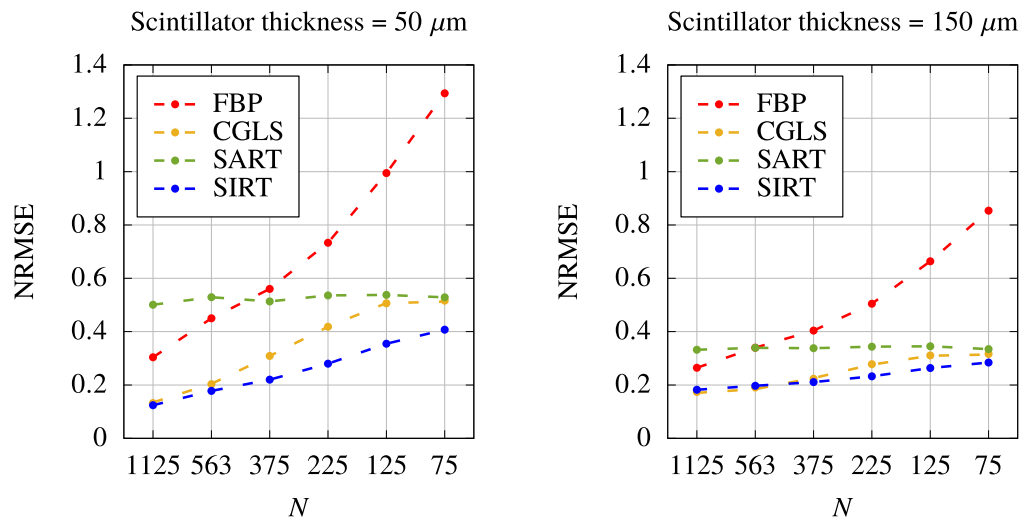 Scintillator thickness = 50 μm
NRMSE
1.4
1.2
1
0.8
0.6
0.4
0.2
0
FBP
CGLS
SART
SIRT
1125 563 375 225 125 75
N
Scintillator thickness = 150 μm
NRMSE
1.4
1.2
1
0.8
0.6
0.4
0.2
0
FBP
CGLS
SART
SIRT
1125 563 375 225 125 75
N